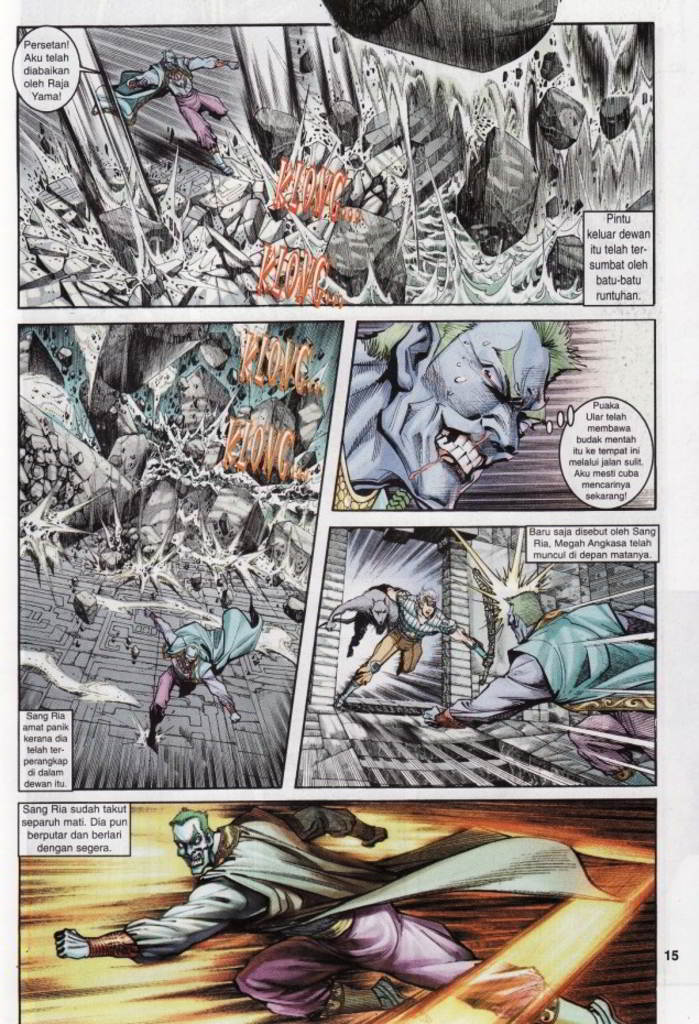 Persetan!
Aku telah
diabaikan
oleh Raja
Yama!
KLONG...
KLONG...
Pintu
keluar dewan
itu telah ter-
sumbat oleh
batu-batu
runtuhan.
KLONG...
KLONG...
Sang Ria
amat panik
kerana dia
telah ter-
perangkap
di dalam
dewan itu.
Puaka
Ular telah
membawa
budak mentah
itu ke tempat ini
melalui jalan sulit.
Aku mesti cuba
mencarinya
sekarang!
Baru saja disebut oleh Sang
Ria, Megah Angkasa telah
muncul di depan matanya.
Sang Ria sudah takut
separuh mati. Dia pun
berputar dan berlari
dengan segera.
15